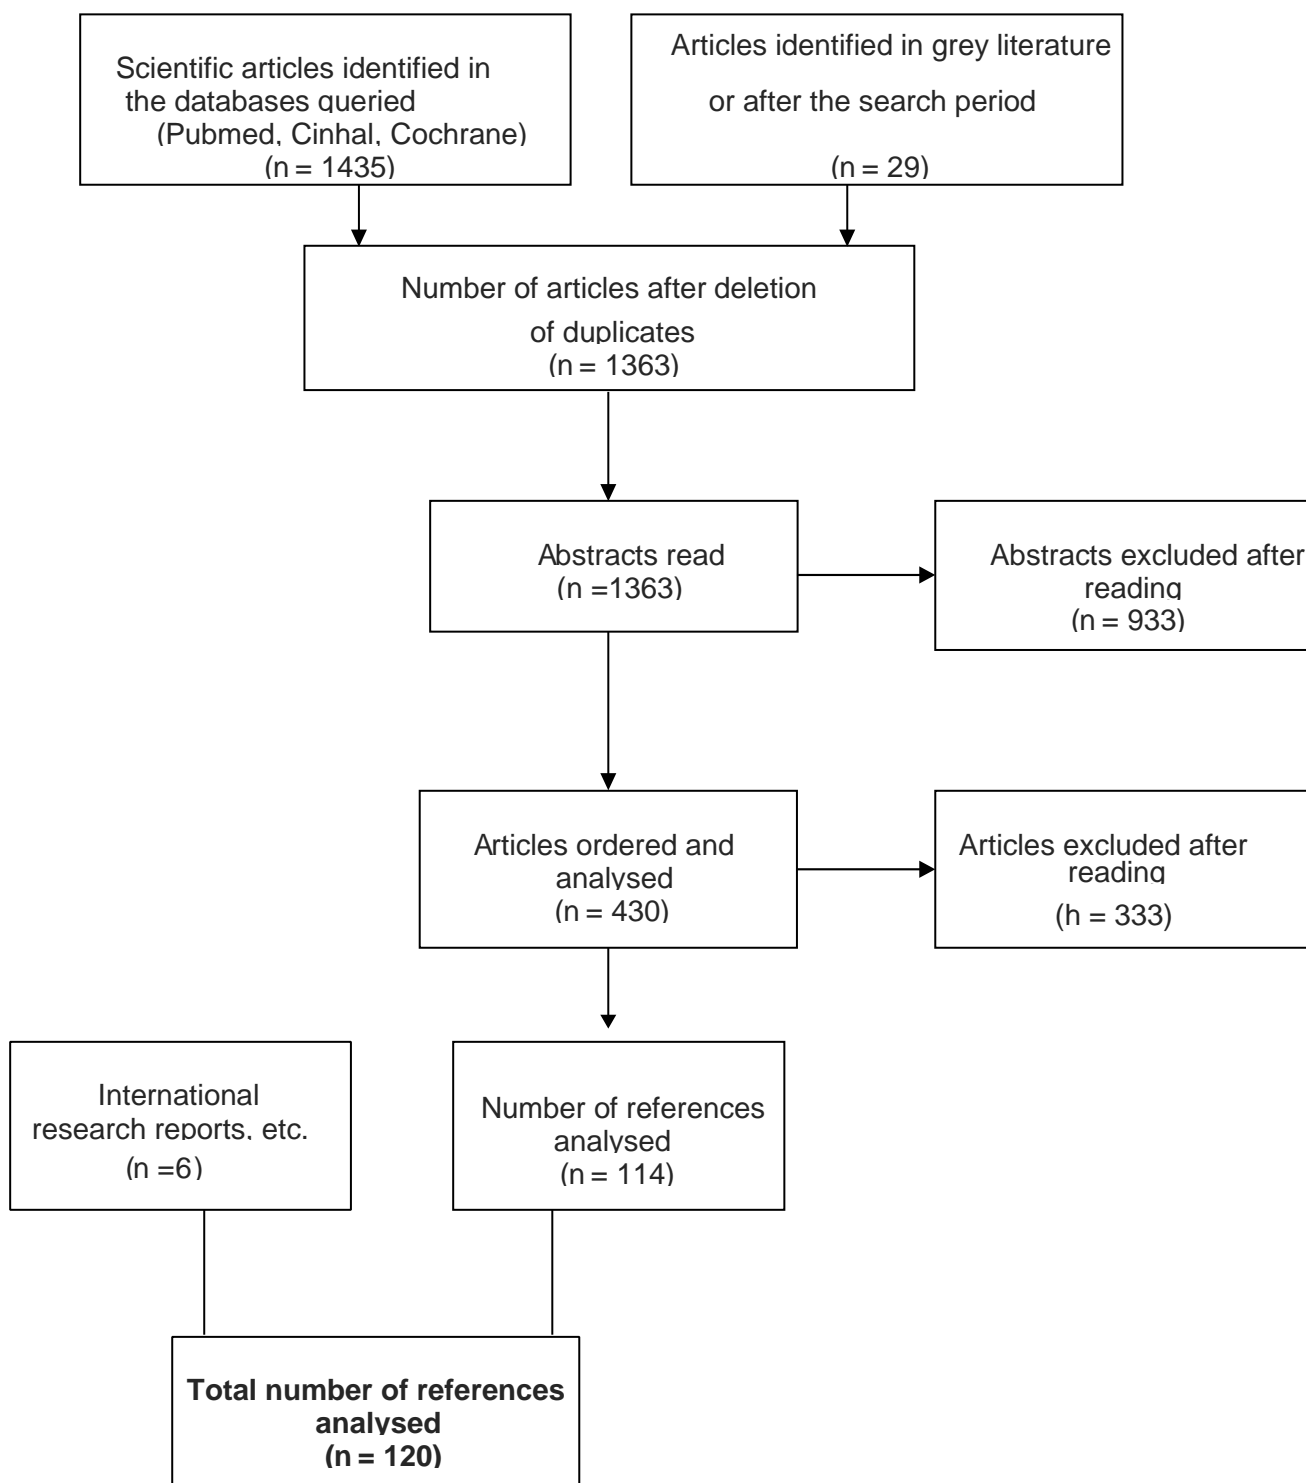 Scientific articles identified in
the databases queried
(Pubmed, Cinhal, Cochrane)
(n = 1435)
Articles identified in grey literature
or after the search period
(n = 29)
Number of articles after deletion
of duplicates
(n = 1363)
Abstracts read
(n =1363)
Abstracts excluded after
reading
(n = 933)
Articles ordered and
analysed
(n = 430)
Articles excluded after
reading
(h = 333)
International
research reports, etc.
(n =6)
Number of references
analysed
(n = 114)
Total number of references
analysed
(n = 120)